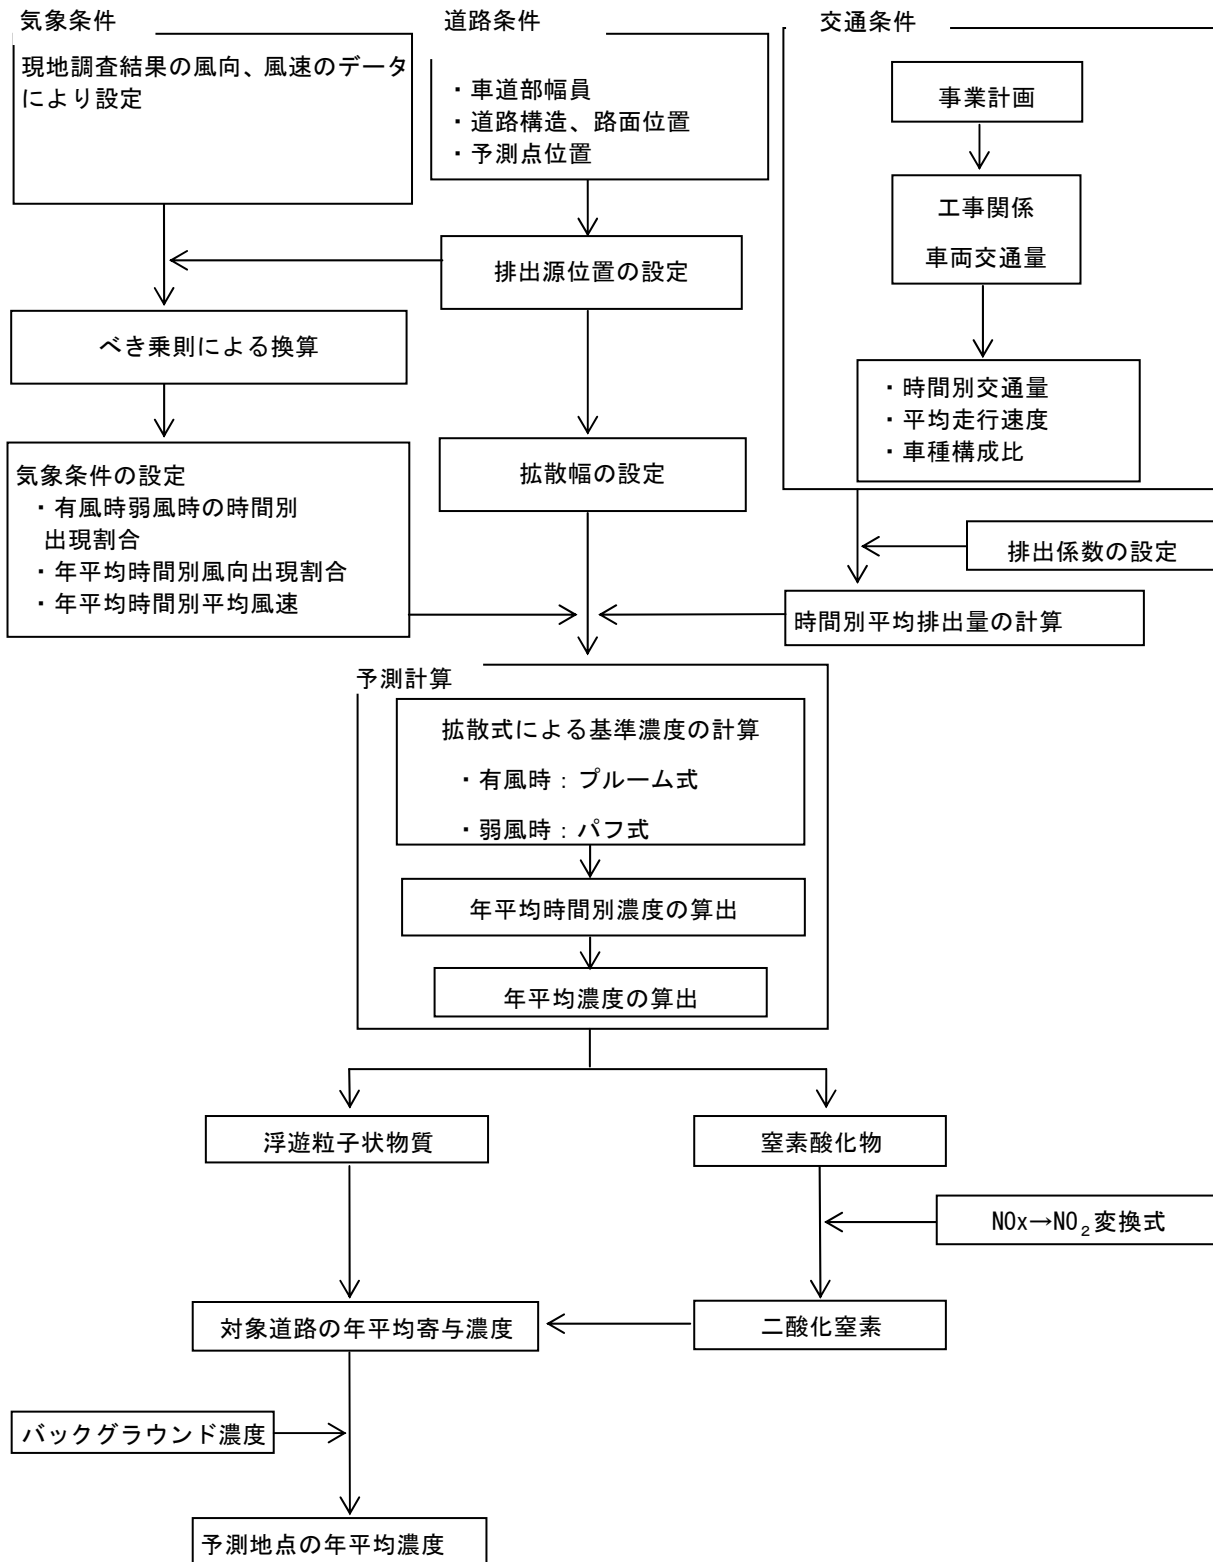 気象条件
現地調査結果の風向、風速のデータ
により設定
道路条件
・車道部幅員
・道路構造、路面位置
・予測点位置
交通条件
事業計画
工事関係
車両交通量
・時間別交通量
・平均走行速度
・車種構成比
排出源位置の設定
べき乗則による換算
拡散幅の設定
気象条件の設定
・有風時弱風時の時間別
出現割合
・年平均時間別風向出現割合
・年平均時間別平均風速
排出係数の設定
時間別平均排出量の計算
予測計算
拡散式による基準濃度の計算
・有風時:プルーム式
・弱風時:パフ式
年平均時間別濃度の算出
年平均濃度の算出
浮遊粒子状物質
窒素酸化物
NOx→NO₂変換式
対象道路の年平均寄与濃度
二酸化窒素
バックグラウンド濃度
予測地点の年平均濃度